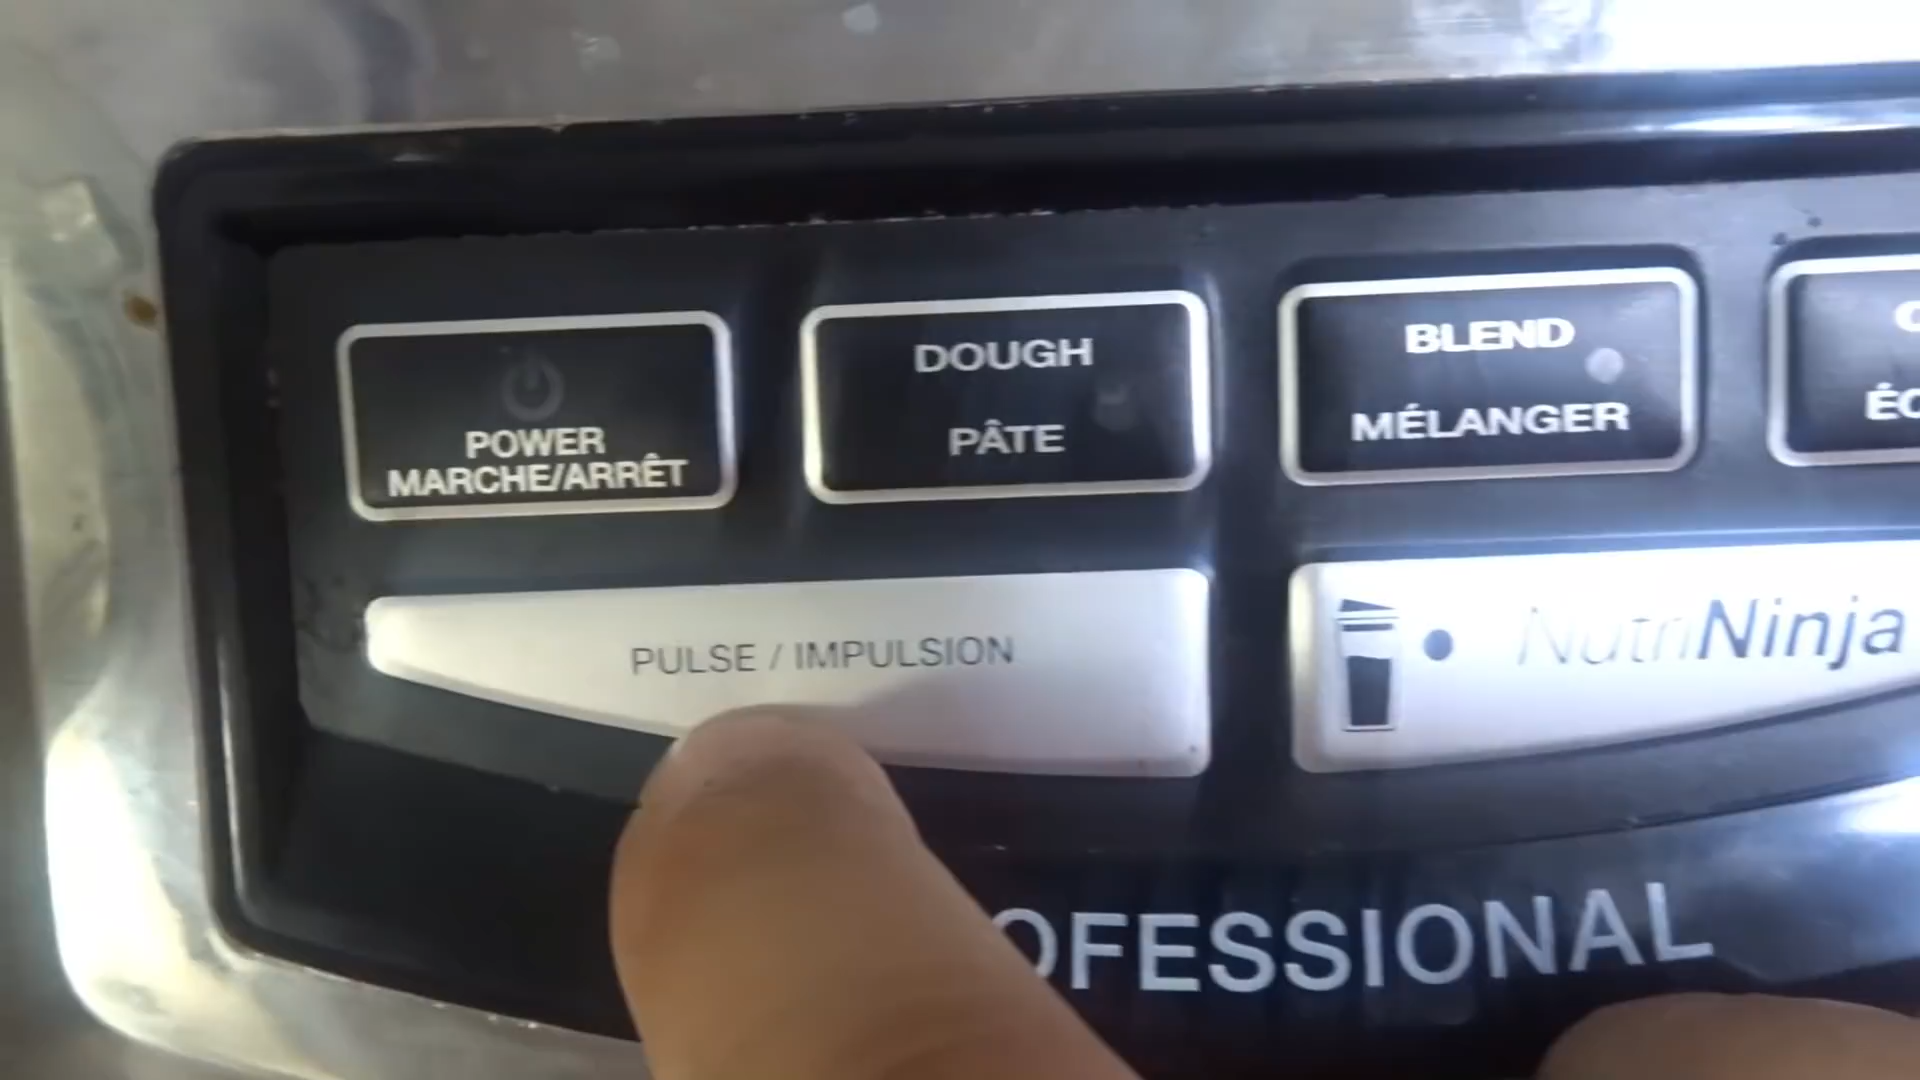 POWER
MARCHE/ARRÊT
DOUGH
PÂTE
BLEND
MÉLANGER
PULSE / IMPULSION
NutriNinja
OFESSIONAL